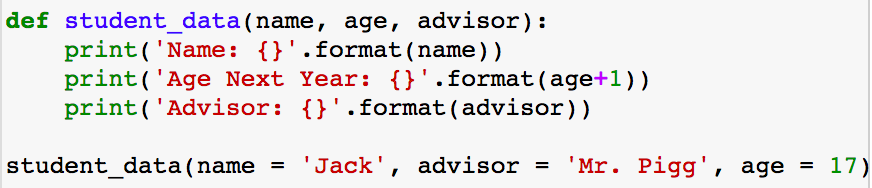 def student_data(name, age, advisor):
    print('Name: {}'.format(name))
    print('Age Next Year: {}'.format(age+1))
    print('Advisor: {}'.format(advisor))
student_data(name = 'Jack', advisor = 'Mr. Pigg', age = 17)